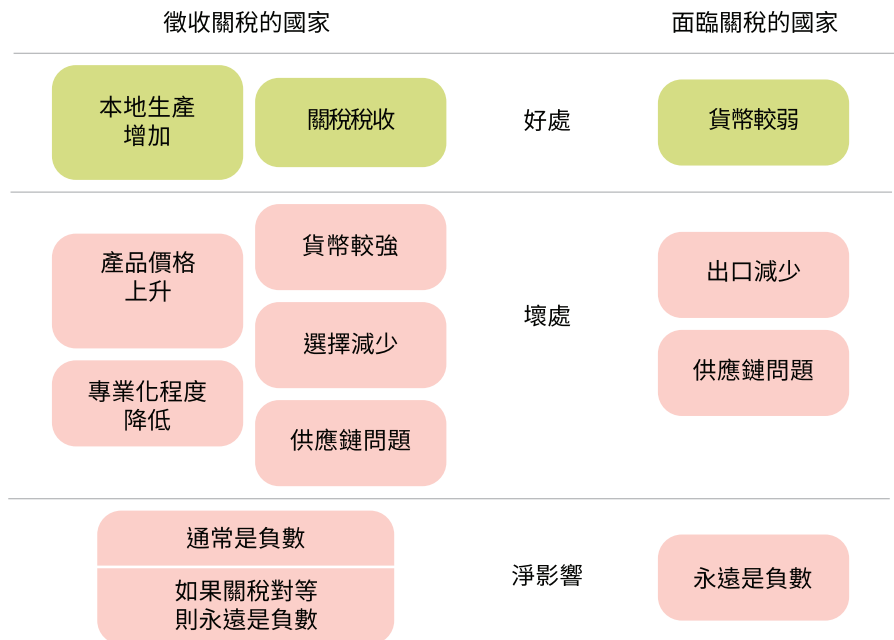 徵收關稅的國家
面臨關稅的國家
本地生產
增加
關稅稅收
好處
貨幣較弱
產品價格
上升
專業化程度
降低
貨幣較強
選擇減少
供應鏈問題
壞處
出口減少
供應鏈問題
通常是負數
如果關稅對等
則永遠是負數
淨影響
永遠是負數